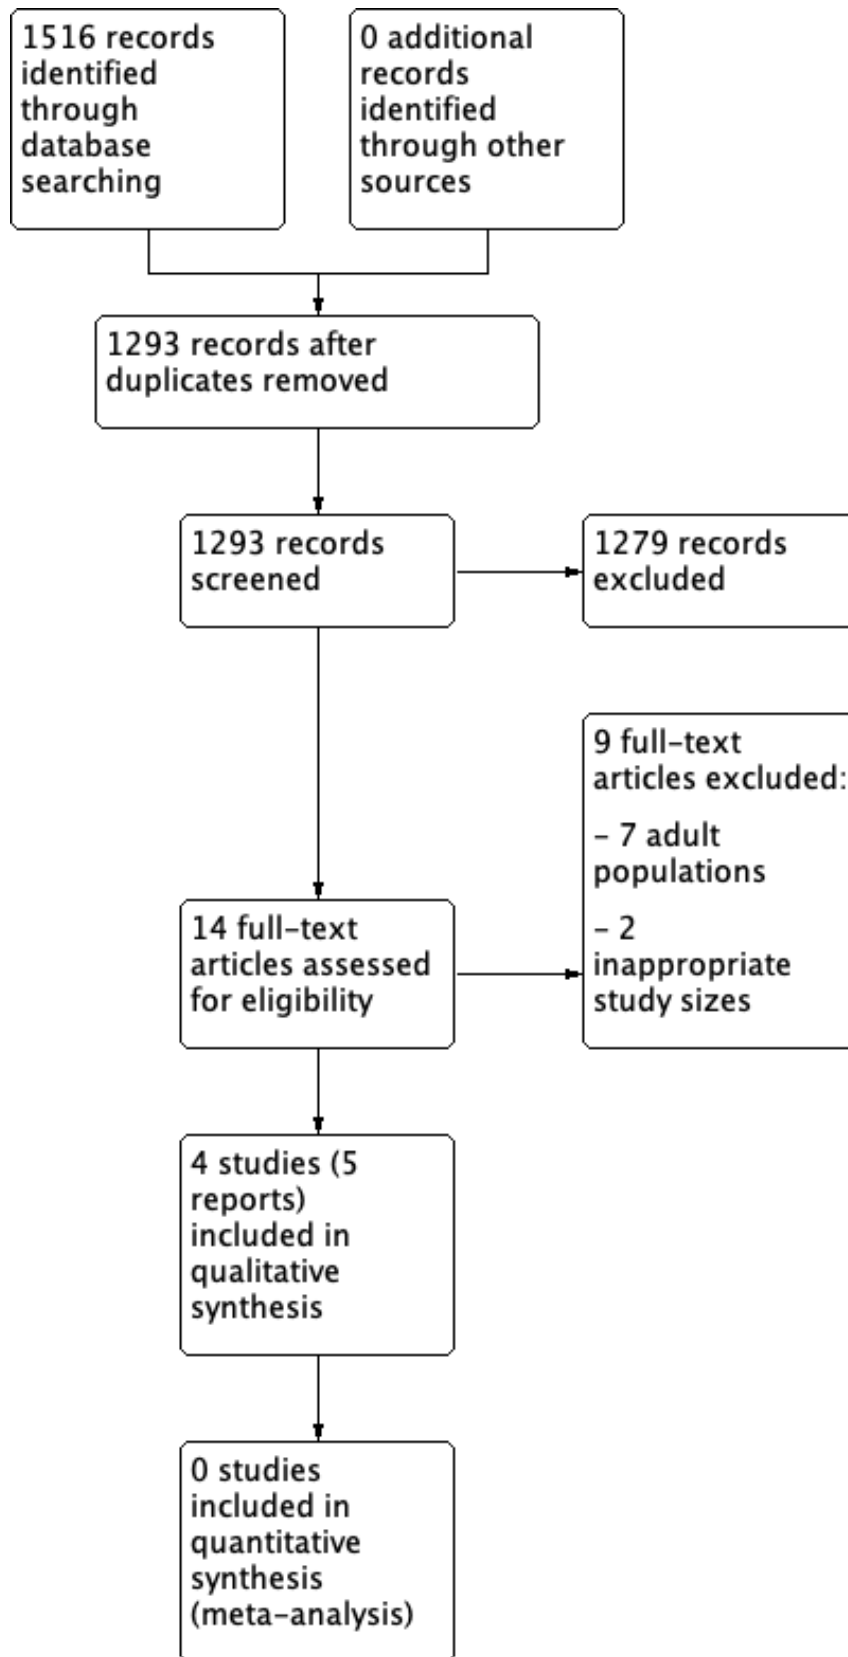 1516 records
identified
through
database
searching
0 additional
records
identified
through other
sources
1293 records after
duplicates removed
1293 records
screened
1279 records
excluded
9 full-text
articles excluded:
- 7 adult
populations
- 2
inappropriate
study sizes
14 full-text
articles assessed
for eligibility
4 studies (5
reports)
included in
qualitative
synthesis
0 studies
included in
quantitative
synthesis
(meta-analysis)